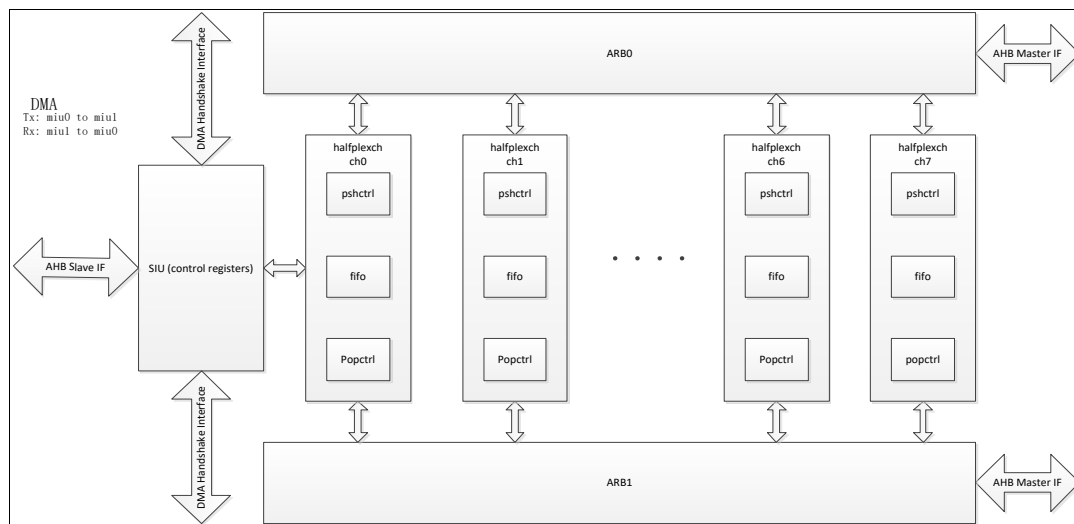 ARB0
AHB Master IF
DMA Handshake Interface
DMA
Tx: miu0 to miu1
Rx: miu1 to miu0
halfplexch
ch0
halfplexch
ch1
halfplexch
ch6
halfplexch
ch7
pshctrl
pshctrl
pshctrl
pshctrl
AHB Slave IF
SIU (control registers)
fifo
fifo
. . . .
fifo
fifo
Popctrl
Popctrl
Popctrl
popctrl
DMA Handshake Interface
ARB1
AHB Master IF